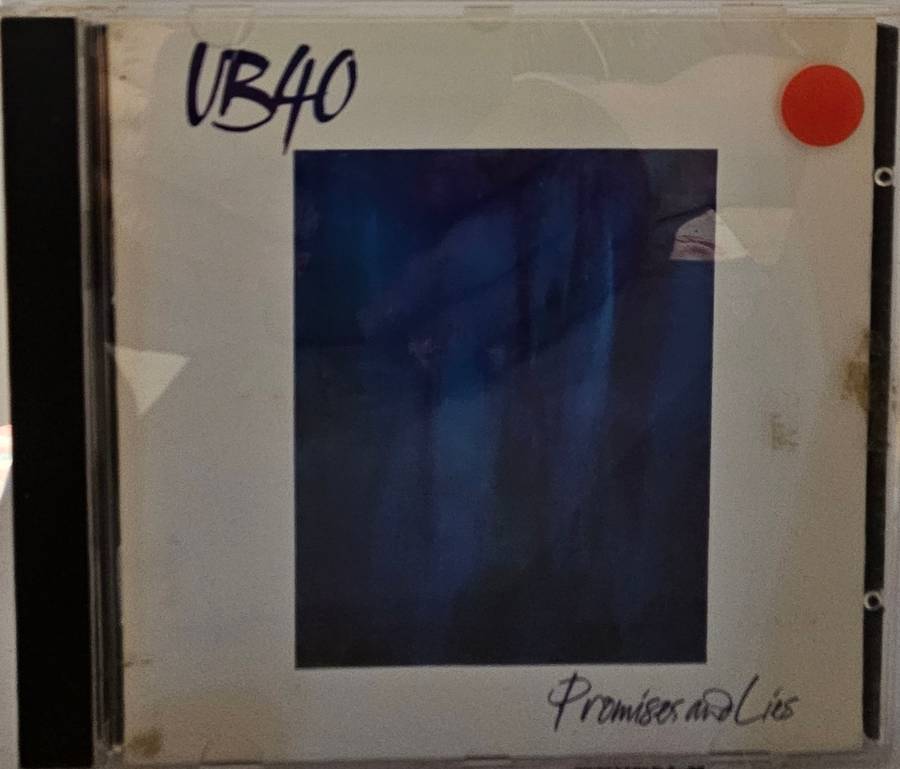 UB40
Promises and Lies